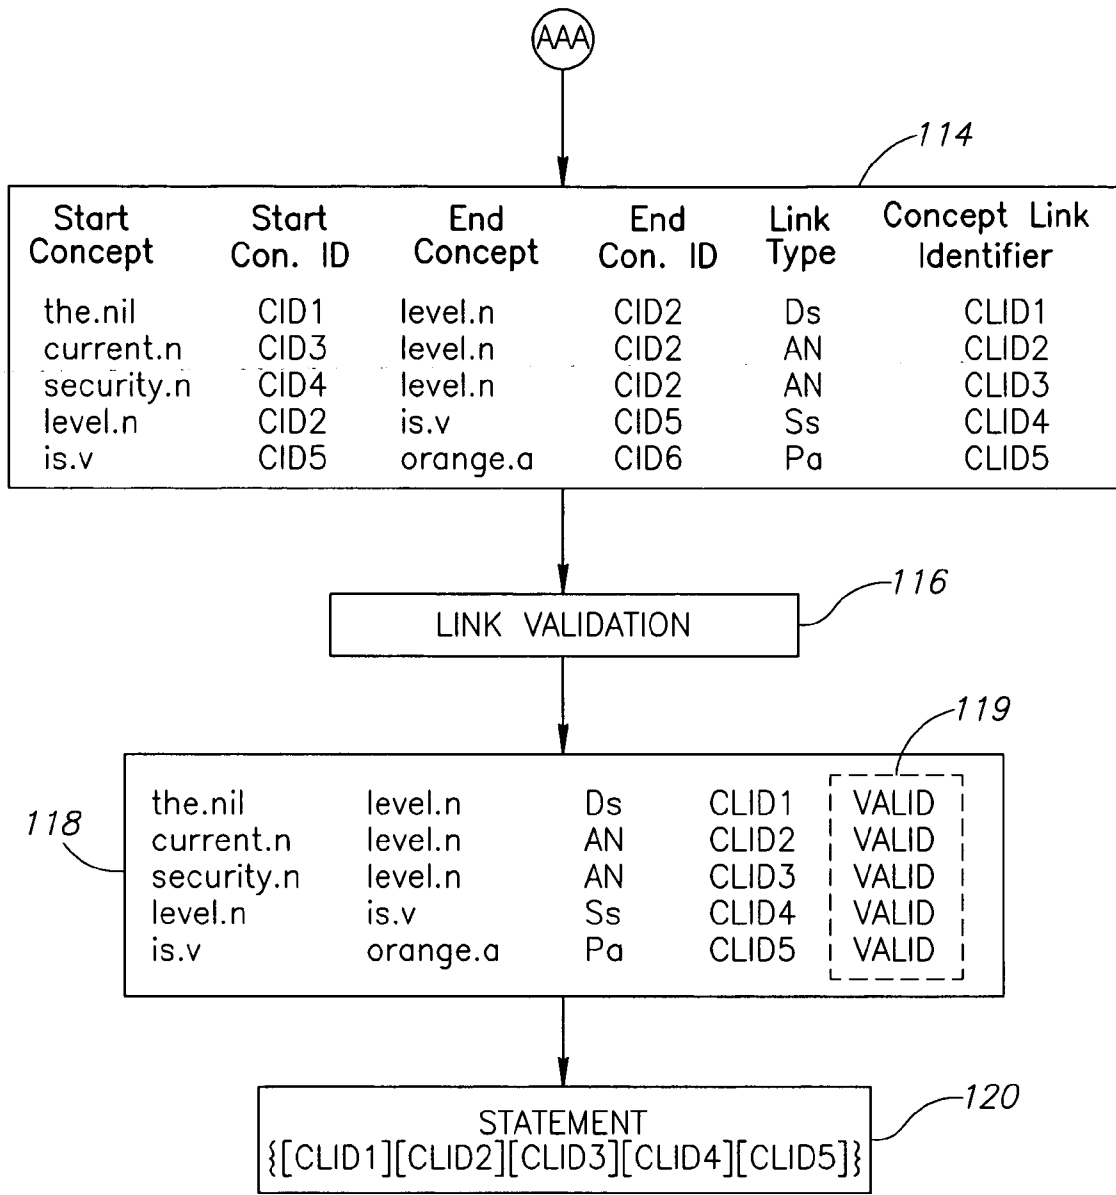 AAA
114
Start Concept Start Con. ID End Concept End Con. ID Link Type Concept Link Identifier
the.nil CID1 level.n CID2 Ds CLID1
current.n CID3 level.n CID2 AN CLID2
security.n CID4 level.n CID2 AN CLID3
level.n CID2 is.v CID5 Ss CLID4
is.v CID5 orange.a CID6 Pa CLID5
116
LINK VALIDATION
119
118
the.nil level.n Ds CLID1 VALID
current.n level.n AN CLID2 VALID
security.n level.n AN CLID3 VALID
level.n is.v Ss CLID4 VALID
is.v orange.a Pa CLID5 VALID
120
STATEMENT
{[CLID1][CLID2][CLID3][CLID4][CLID5]}